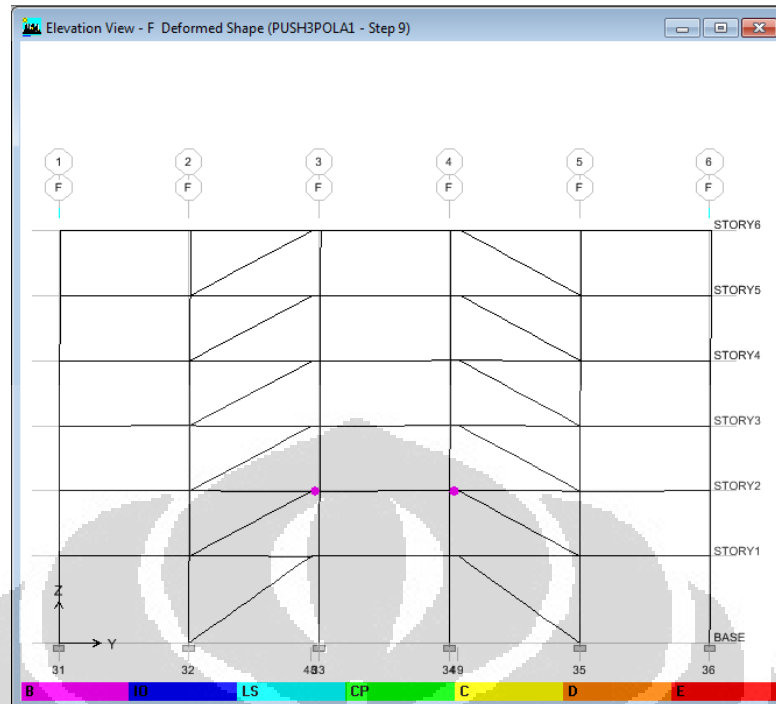 Elevation View - F Deformed Shape (PUSH3POLA1 - Step 9)
1 2 3 4 5 6
F F F F F F
STORY6
STORY5
STORY4
STORY3
STORY2
STORY1
Z
Y
BASE
31 32 33 34 35 36
B IO LS CP C D E